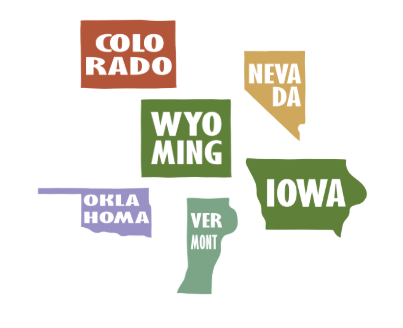 COLO
RADO
NEVA
DA
WYO
MING
IOWA
OKLA
HOMA
VER
MONT